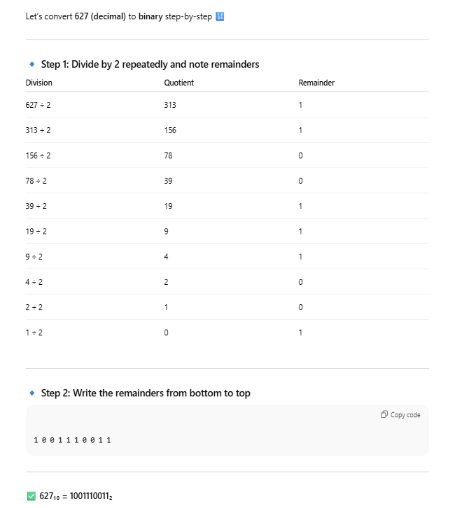 Let's convert 627 (decimal) to binary step-by-step 🔢
🔹 Step 1: Divide by 2 repeatedly and note remainders
Division Quotient Remainder
627 ÷ 2 313 1
313 ÷ 2 156 1
156 ÷ 2 78 0
78 ÷ 2 39 0
39 ÷ 2 19 1
19 ÷ 2 9 1
9 ÷ 2 4 1
4 ÷ 2 2 0
2 ÷ 2 1 0
1 ÷ 2 0 1
🔹 Step 2: Write the remainders from bottom to top
Copy code
1 0 0 1 1 1 0 0 1 1
✅ 627₁₀ = 1001110011₂